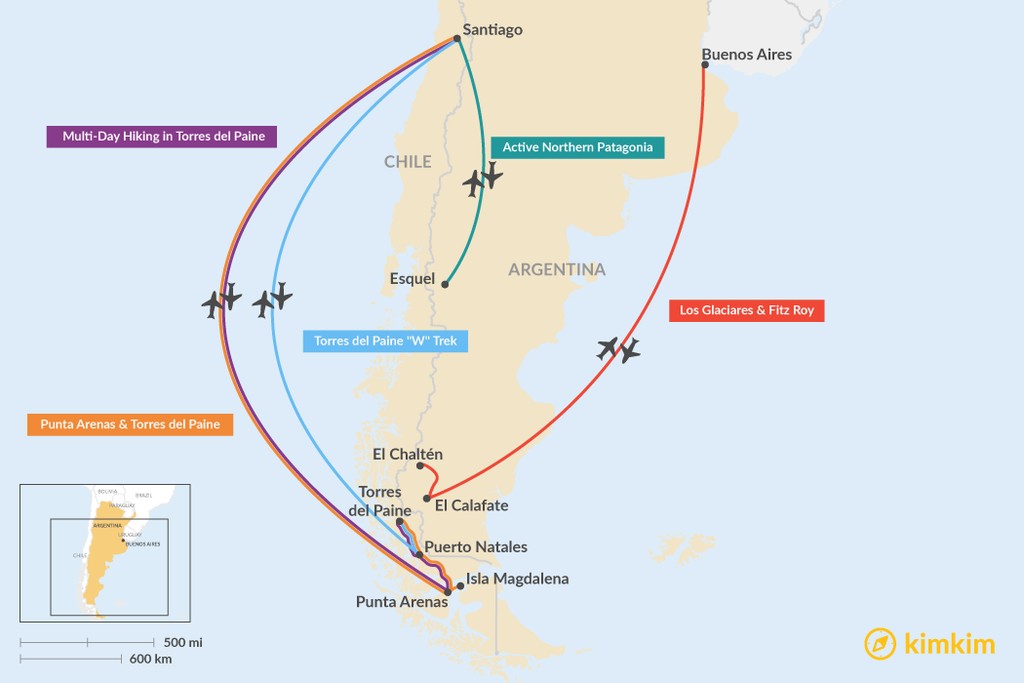 Santiago
Buenos Aires
Multi-Day Hiking in Torres del Paine
Active Northern Patagonia
CHILE
ARGENTINA
Esquel
Los Glaciares & Fitz Roy
Torres del Paine "W" Trek
Punta Arenas & Torres del Paine
El Chaltén
Torres
del Paine
El Calafate
Puerto Natales
Isla Magdalena
Punta Arenas
BOLIVIA
BRAZIL
PARAGUAY
ARGENTINA
URUGUAY
BUENOS AIRES
CHILE
500 mi
600 km
kimkim